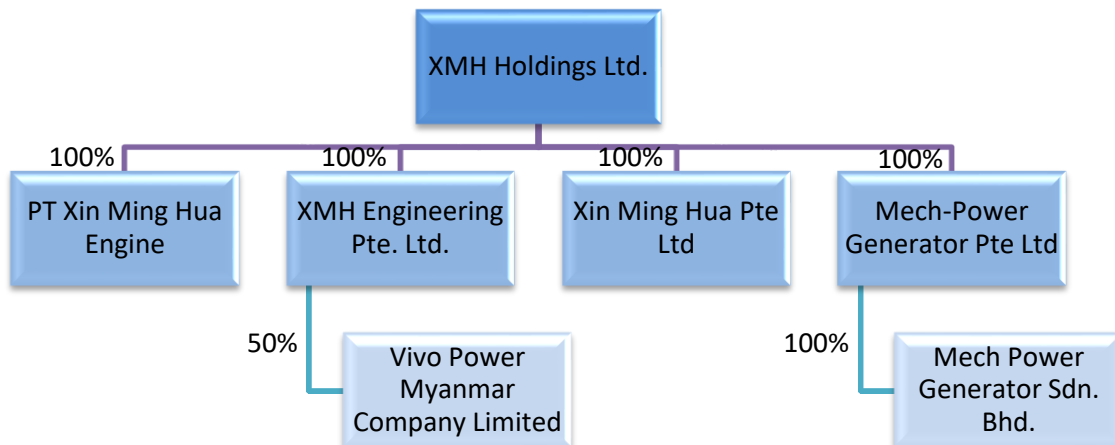 XMH Holdings Ltd.
100%
100%
100%
100%
PT Xin Ming Hua
Engine
XMH Engineering
Pte. Ltd.
Xin Ming Hua Pte
Ltd
Mech-Power
Generator Pte Ltd
50%
Vivo Power
Myanmar
Company Limited
100%
Mech Power
Generator Sdn.
Bhd.